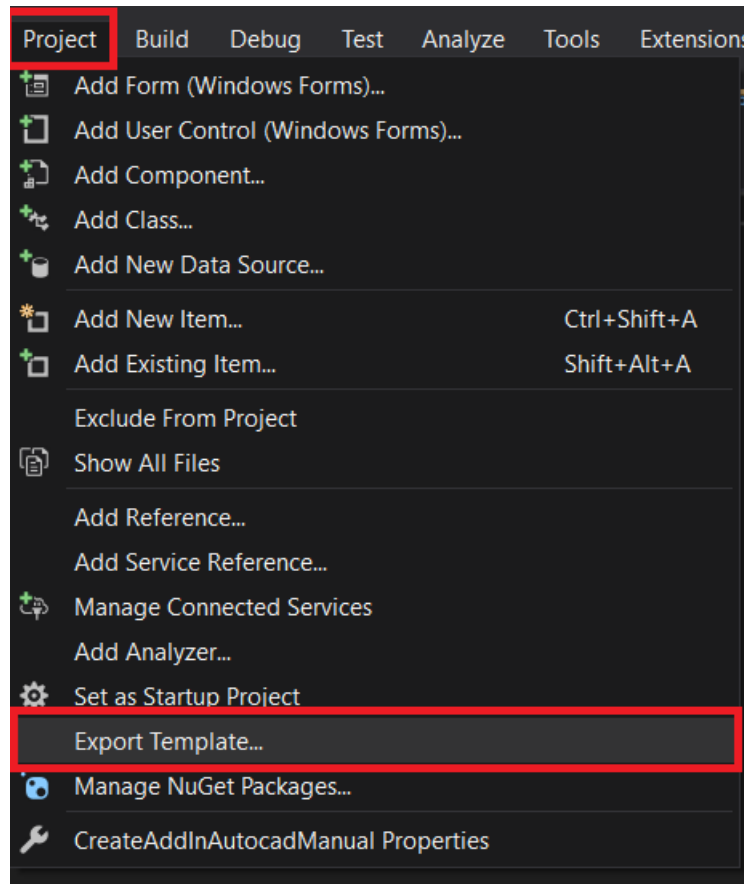 Project Build Debug Test Analyze Tools Extensions
Add Form (Windows Forms)...
Add User Control (Windows Forms)...
Add Component...
Add Class...
Add New Data Source...
Add New Item... Ctrl+Shift+A
Add Existing Item... Shift+Alt+A
Exclude From Project
Show All Files
Add Reference...
Add Service Reference...
Manage Connected Services
Add Analyzer...
Set as Startup Project
Export Template...
Manage NuGet Packages...
CreateAddInAutocadManual Properties